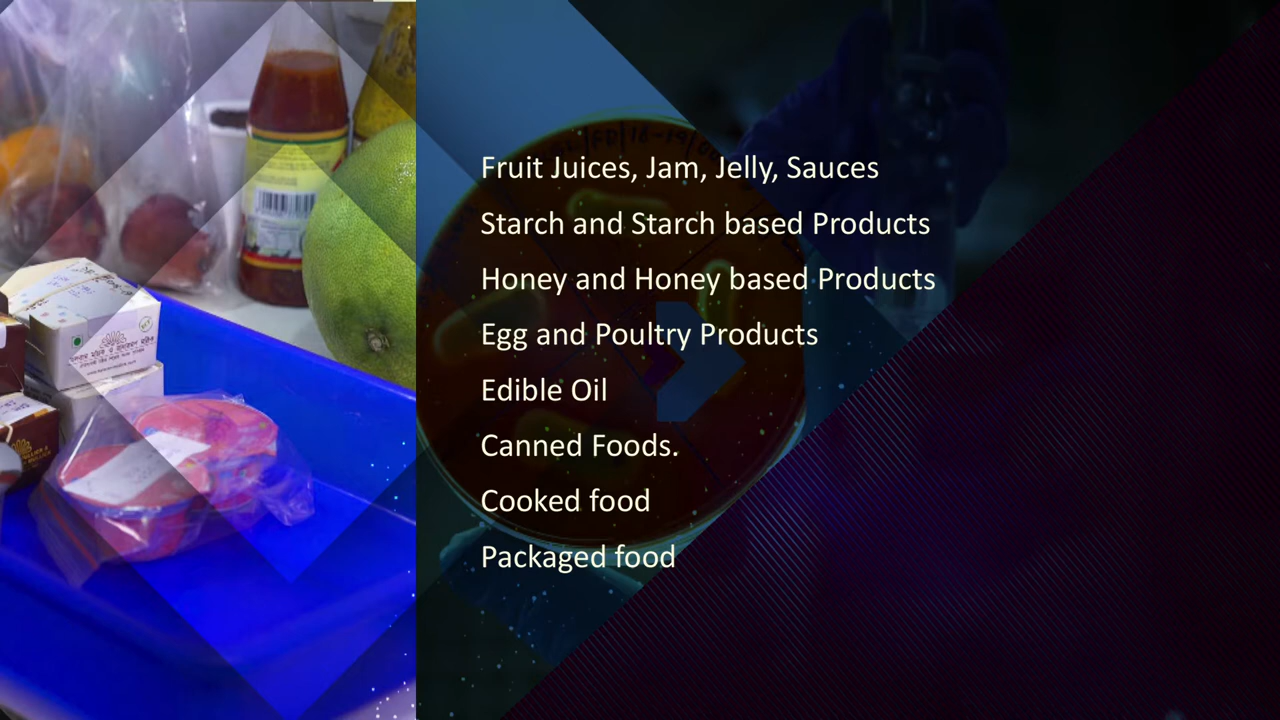 Fruit Juices, Jam, Jelly, Sauces
Starch and Starch based Products
Honey and Honey based Products
Egg and Poultry Products
Edible Oil
Canned Foods.
Cooked food
Packaged food